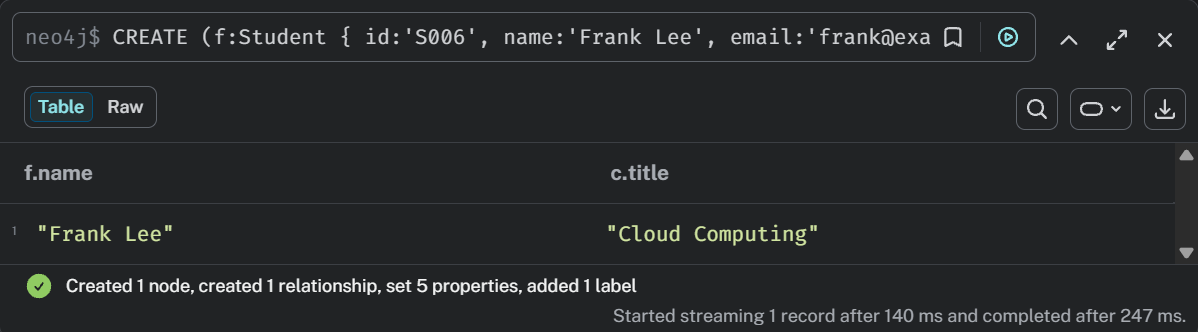 neo4j$ CREATE (f:Student { id:'S006', name:'Frank Lee', email:'frank@exa
Table Raw
f.name c.title
1 "Frank Lee" "Cloud Computing"
Created 1 node, created 1 relationship, set 5 properties, added 1 label
Started streaming 1 record after 140 ms and completed after 247 ms.